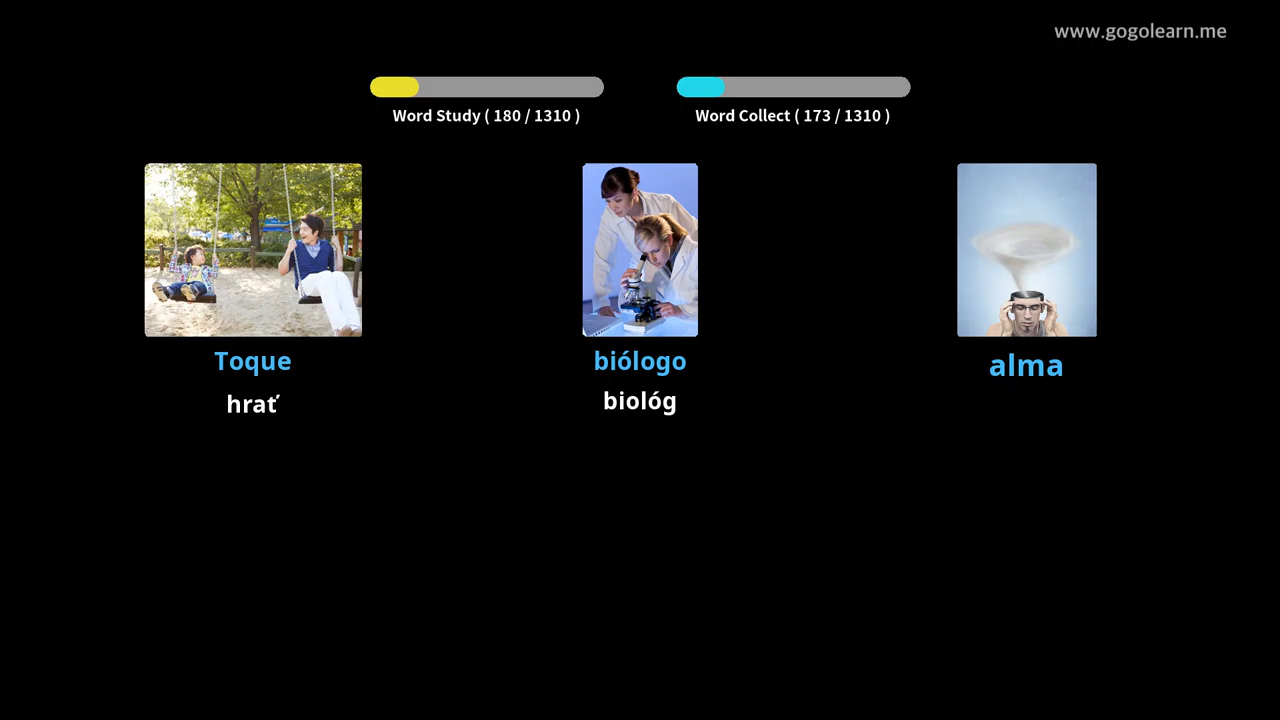 www.gogolearn.me
Word Study ( 180 / 1310 )
Word Collect ( 173 / 1310 )
Toque
hrať
biólogo
biológ
alma